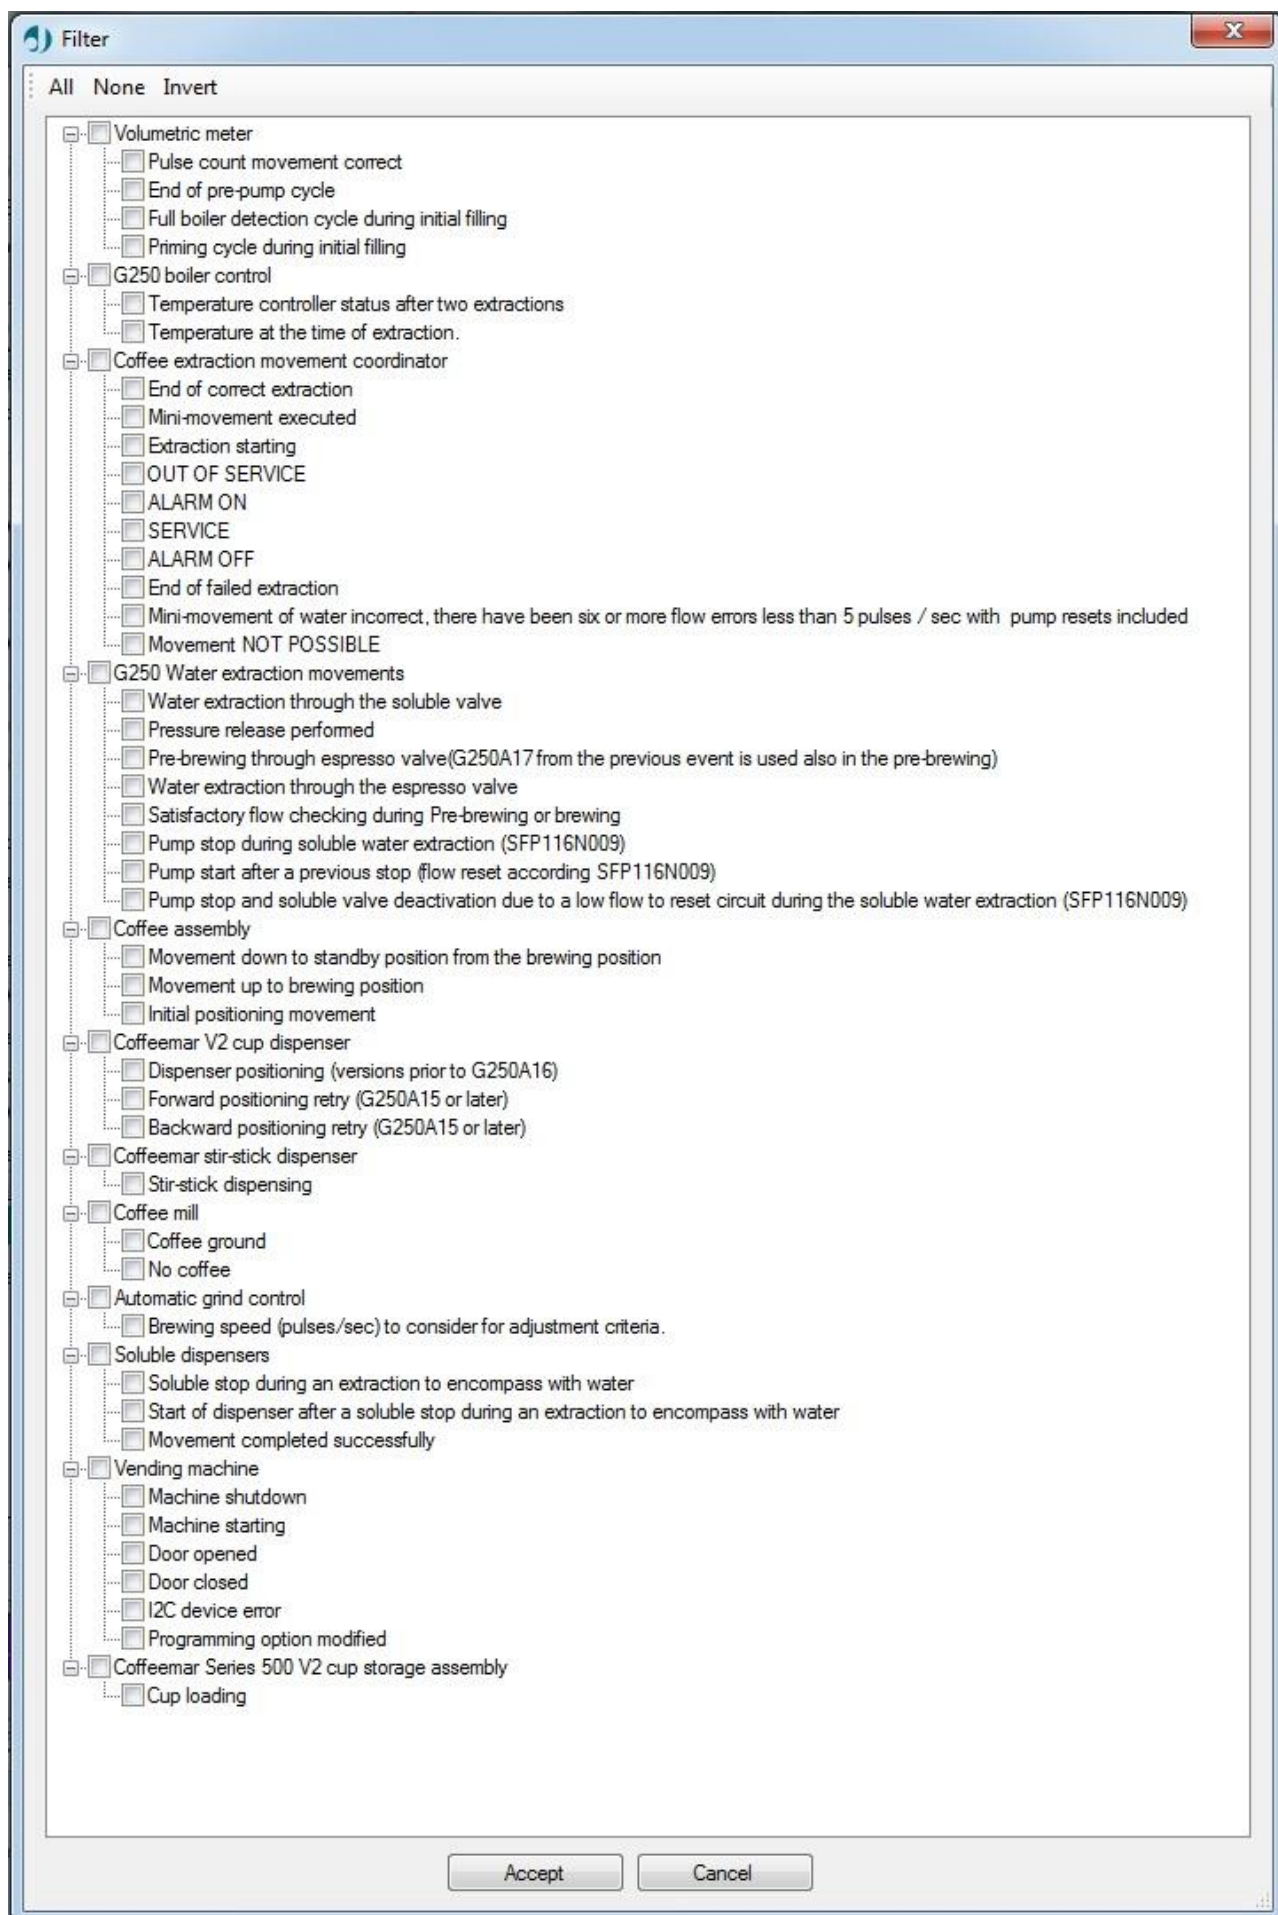 Filter
All None Invert
Volumetric meter
Pulse count movement correct
End of pre-pump cycle
Full boiler detection cycle during initial filling
Priming cycle during initial filling
G250 boiler control
Temperature controller status after two extractions
Temperature at the time of extraction.
Coffee extraction movement coordinator
End of correct extraction
Mini-movement executed
Extraction starting
OUT OF SERVICE
ALARM ON
SERVICE
ALARM OFF
End of failed extraction
Mini-movement of water incorrect, there have been six or more flow errors less than 5 pulses / sec with pump resets included
Movement NOT POSSIBLE
G250 Water extraction movements
Water extraction through the soluble valve
Pressure release performed
Pre-brewing through espresso valve(G250A17 from the previous event is used also in the pre-brewing)
Water extraction through the espresso valve
Satisfactory flow checking during Pre-brewing or brewing
Pump stop during soluble water extraction (SFP116N009)
Pump start after a previous stop (flow reset according SFP116N009)
Pump stop and soluble valve deactivation due to a low flow to reset circuit during the soluble water extraction (SFP116N009)
Coffee assembly
Movement down to standby position from the brewing position
Movement up to brewing position
Initial positioning movement
Coffeemar V2 cup dispenser
Dispenser positioning (versions prior to G250A16)
Forward positioning retry (G250A15 or later)
Backward positioning retry (G250A15 or later)
Coffeemar stir-stick dispenser
Stir-stick dispensing
Coffee mill
Coffee ground
No coffee
Automatic grind control
Brewing speed (pulses/sec) to consider for adjustment criteria.
Soluble dispensers
Soluble stop during an extraction to encompass with water
Start of dispenser after a soluble stop during an extraction to encompass with water
Movement completed successfully
Vending machine
Machine shutdown
Machine starting
Door opened
Door closed
I2C device error
Programming option modified
Coffeemar Series 500 V2 cup storage assembly
Cup loading
Accept Cancel